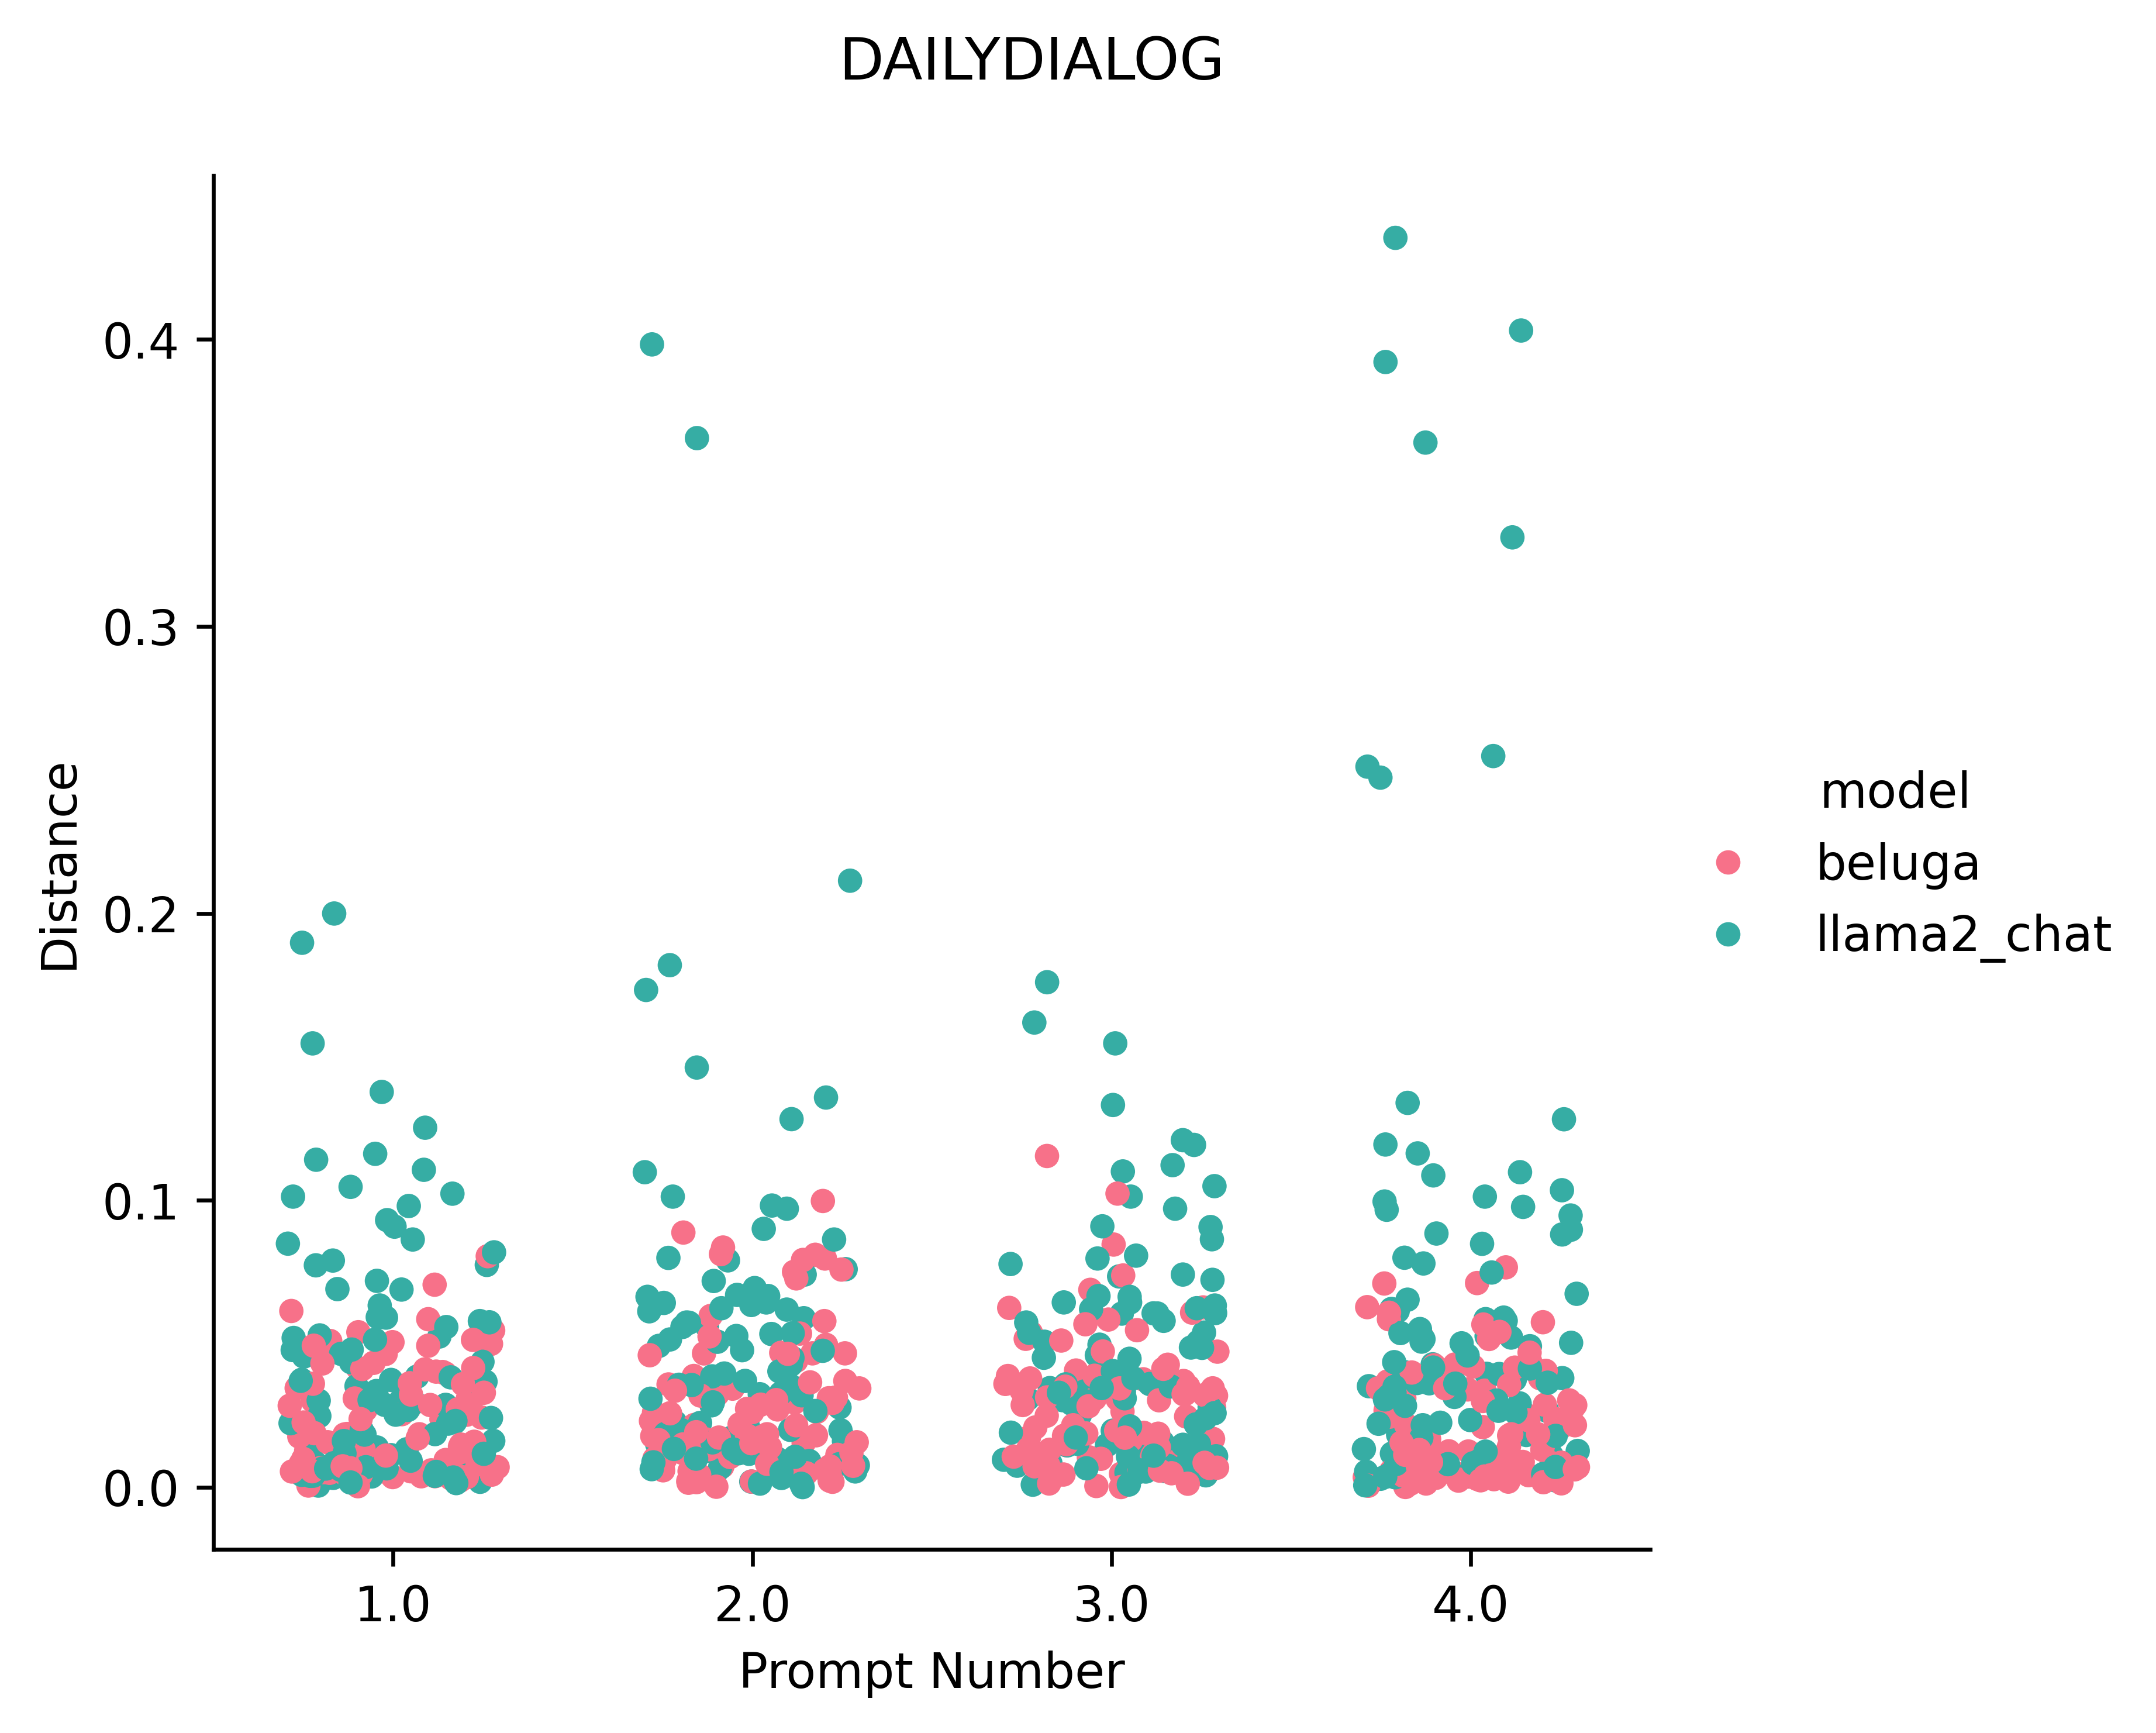 DAILYDIALOG
0.4
0.3
0.2
0.1
0.0
Distance
1.0 2.0 3.0 4.0
Prompt Number
model
beluga
llama2_chat